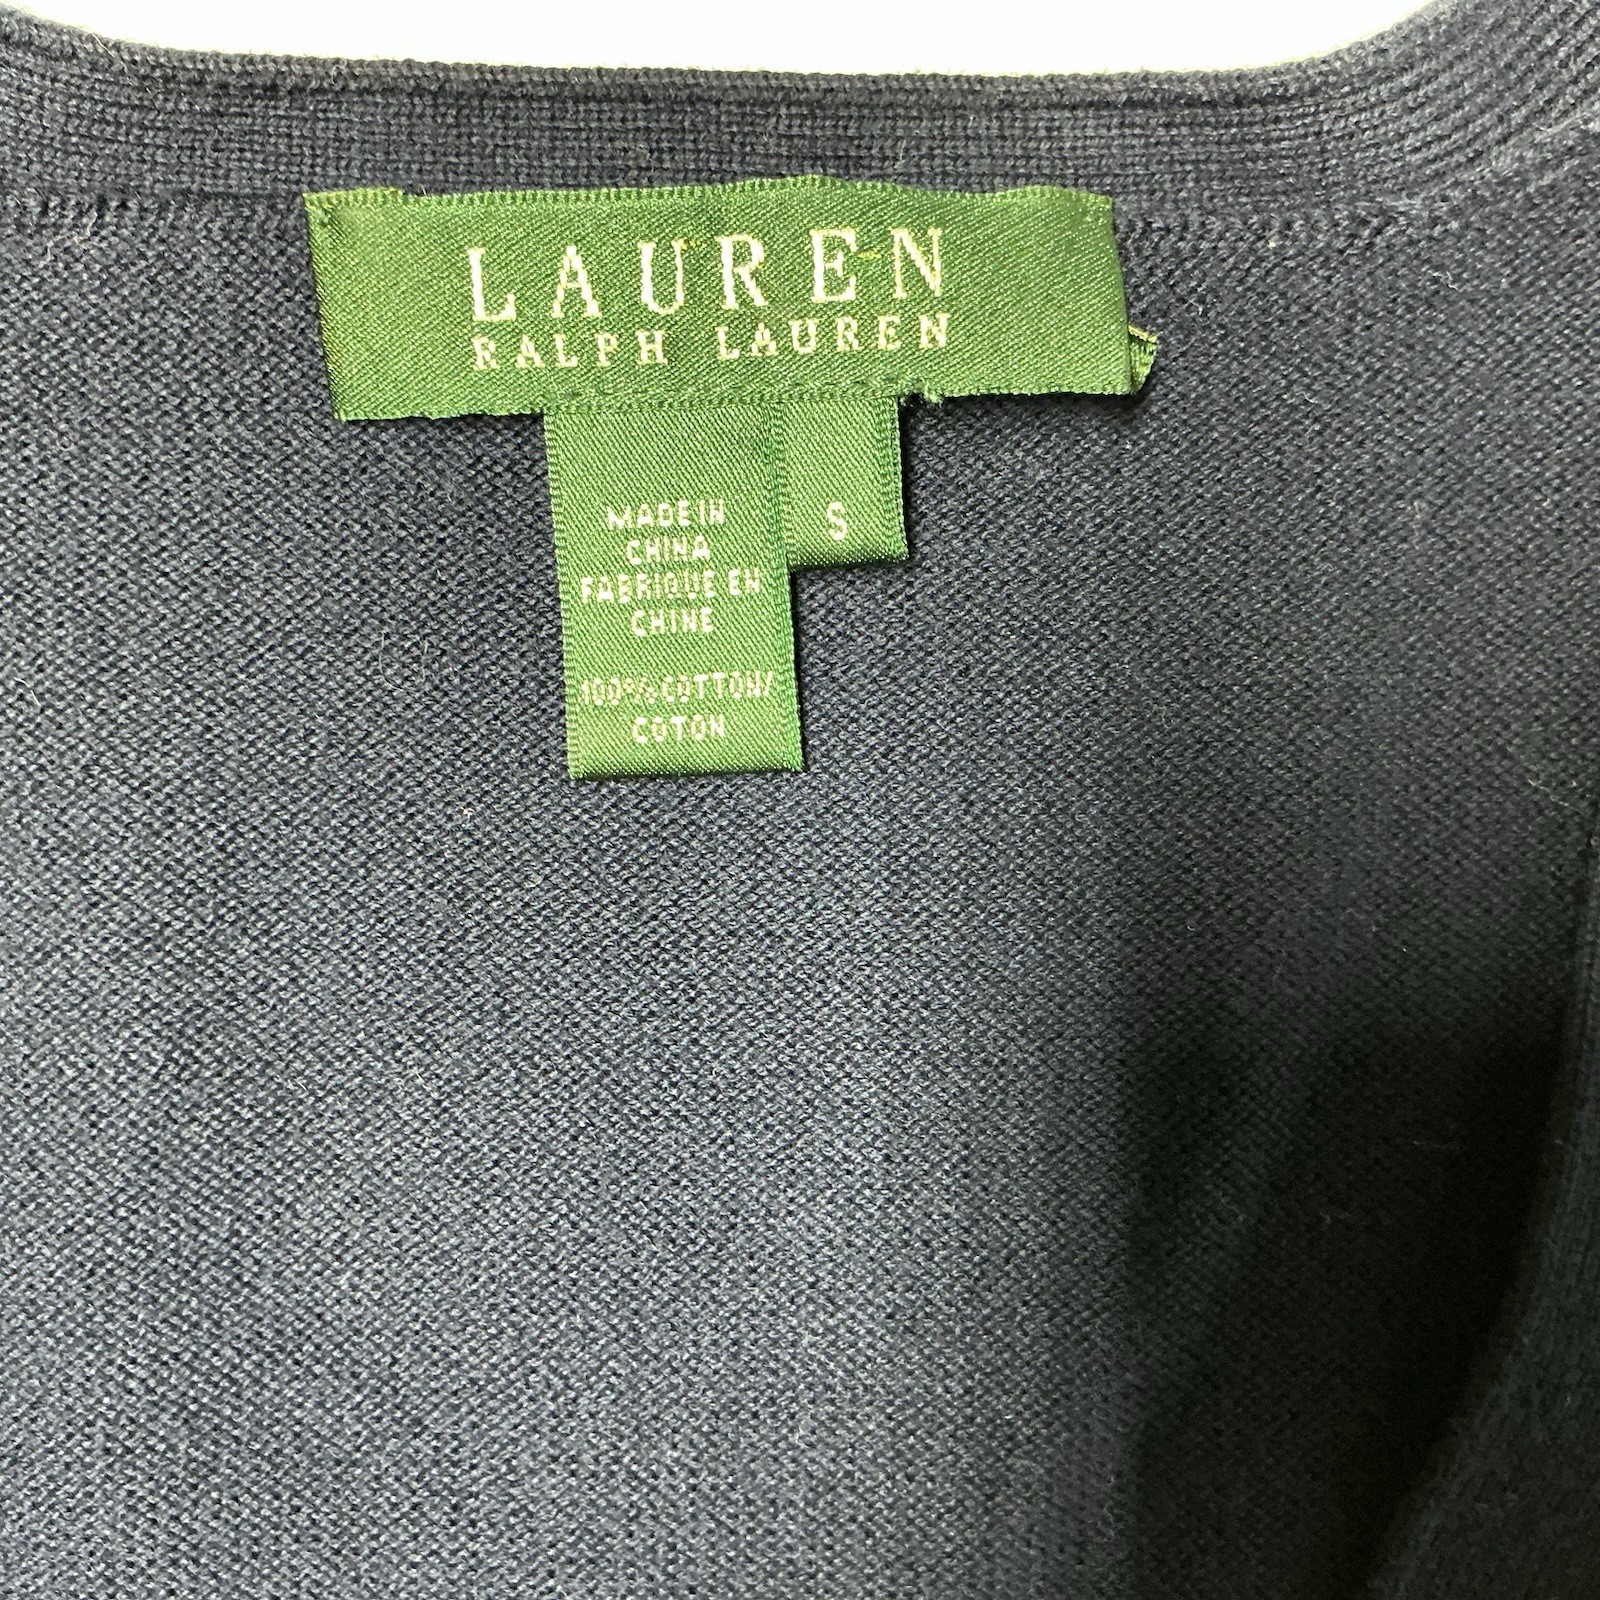 LAUREN
RALPH LAUREN
MADE IN
CHINA
FABRIQUE EN
CHINE
100% COTTON/
COTON
S